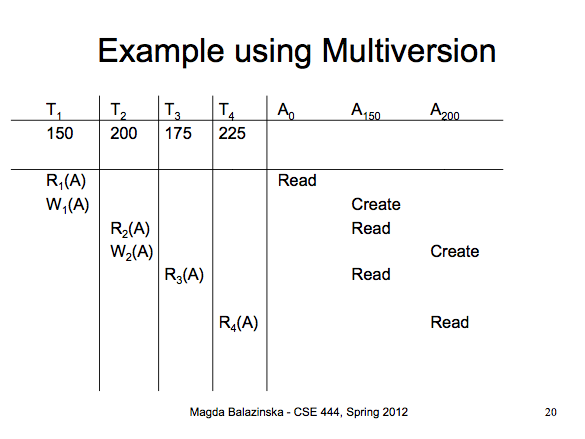 Example using Multiversion
T1 T2 T3 T4 A0 A150 A200
150 200 175 225
R1(A) Read
W1(A) Create
R2(A) Read
W2(A) Create
R3(A) Read
R4(A) Read
Magda Balazinska - CSE 444, Spring 2012 20